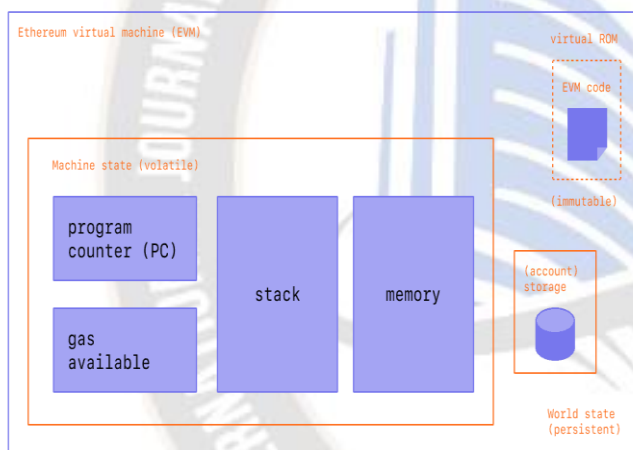 Ethereum virtual machine (EVM)
virtual ROM
EVM code
(immutable)
Machine state (volatile)
program
counter (PC)
gas
available
stack
memory
(account)
storage
World state
(persistent)
JOURNAL